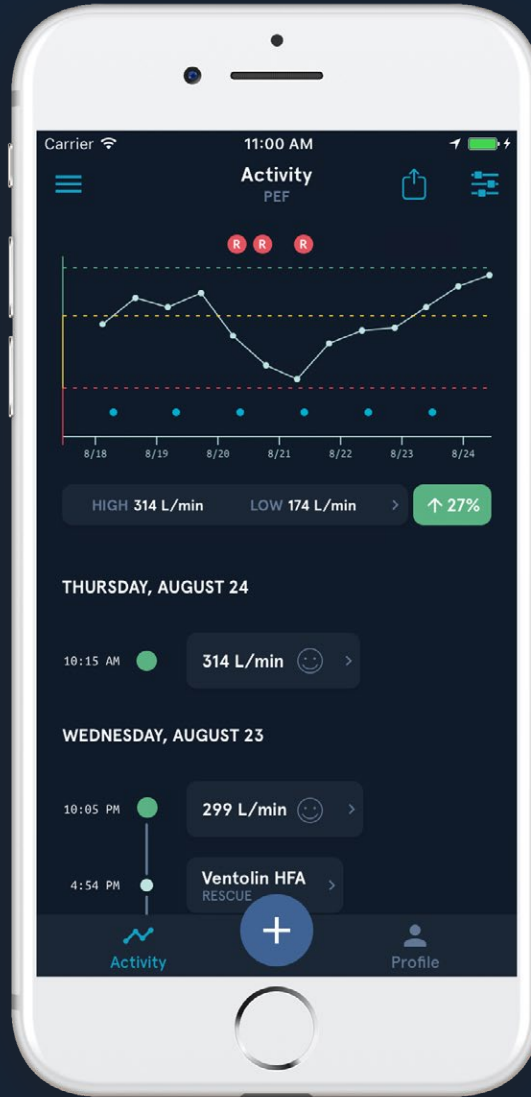 Carrier 11:00 AM
Activity
PEF
R R R
8/18 8/19 8/20 8/21 8/22 8/23 8/24
HIGH 314 L/min LOW 174 L/min > ↑ 27%
THURSDAY, AUGUST 24
10:15 AM 314 L/min >
WEDNESDAY, AUGUST 23
10:05 PM 299 L/min >
4:54 PM Ventolin HFA >
RESCUE
+
Activity Profile